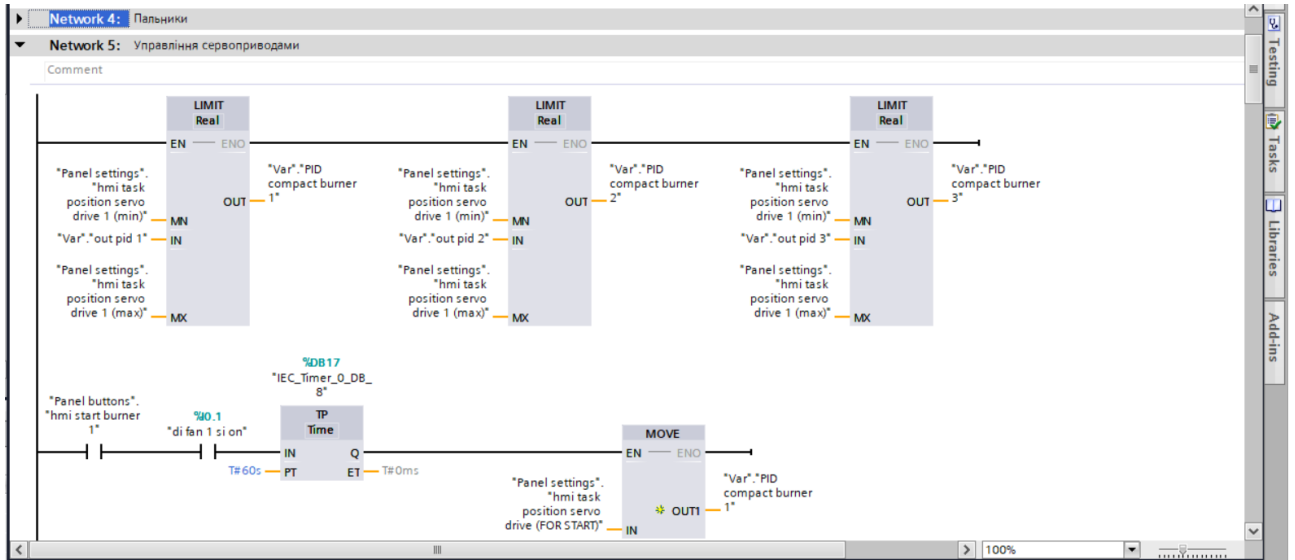 Network 4: Пальники
Network 5: Управління сервоприводами
Comment
LIMIT
Real
EN
ENO
"Panel settings".
"hmi task
position servo
drive 1 (min)"
MN
"Var"."out pid 1"
IN
"Panel settings".
"hmi task
position servo
drive 1 (max)"
MX
OUT
"Var"."PID
compact burner
1"
LIMIT
Real
EN
ENO
"Panel settings".
"hmi task
position servo
drive 1 (min)"
MN
"Var"."out pid 2"
IN
"Panel settings".
"hmi task
position servo
drive 1 (max)"
MX
OUT
"Var"."PID
compact burner
2"
LIMIT
Real
EN
ENO
"Panel settings".
"hmi task
position servo
drive 1 (min)"
MN
"Var"."out pid 3"
IN
"Panel settings".
"hmi task
position servo
drive 1 (max)"
MX
OUT
"Var"."PID
compact burner
3"
"Panel buttons".
"hmi start burner
1"
%I0.1
"di fan 1 si on"
%DB17
"IEC_Timer_0_DB_
8"
TP
Time
IN
Q
T#60s
PT
ET
T#0ms
MOVE
EN
ENO
"Panel settings".
"hmi task
position servo
drive (FOR START)"
IN
OUT1
"Var"."PID
compact burner
1"
100%
Testing
Tasks
Libraries
Add-ins